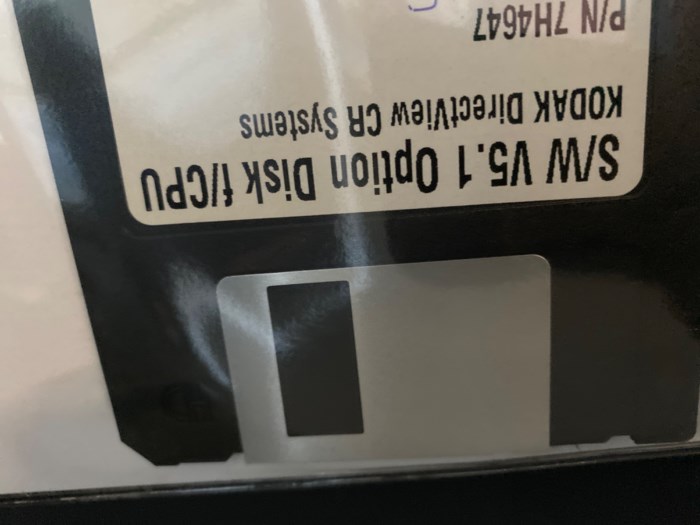 S/W V5.1 Option Disk f/CPU
KODAK DirectView CR Systems
P/N 7H4647